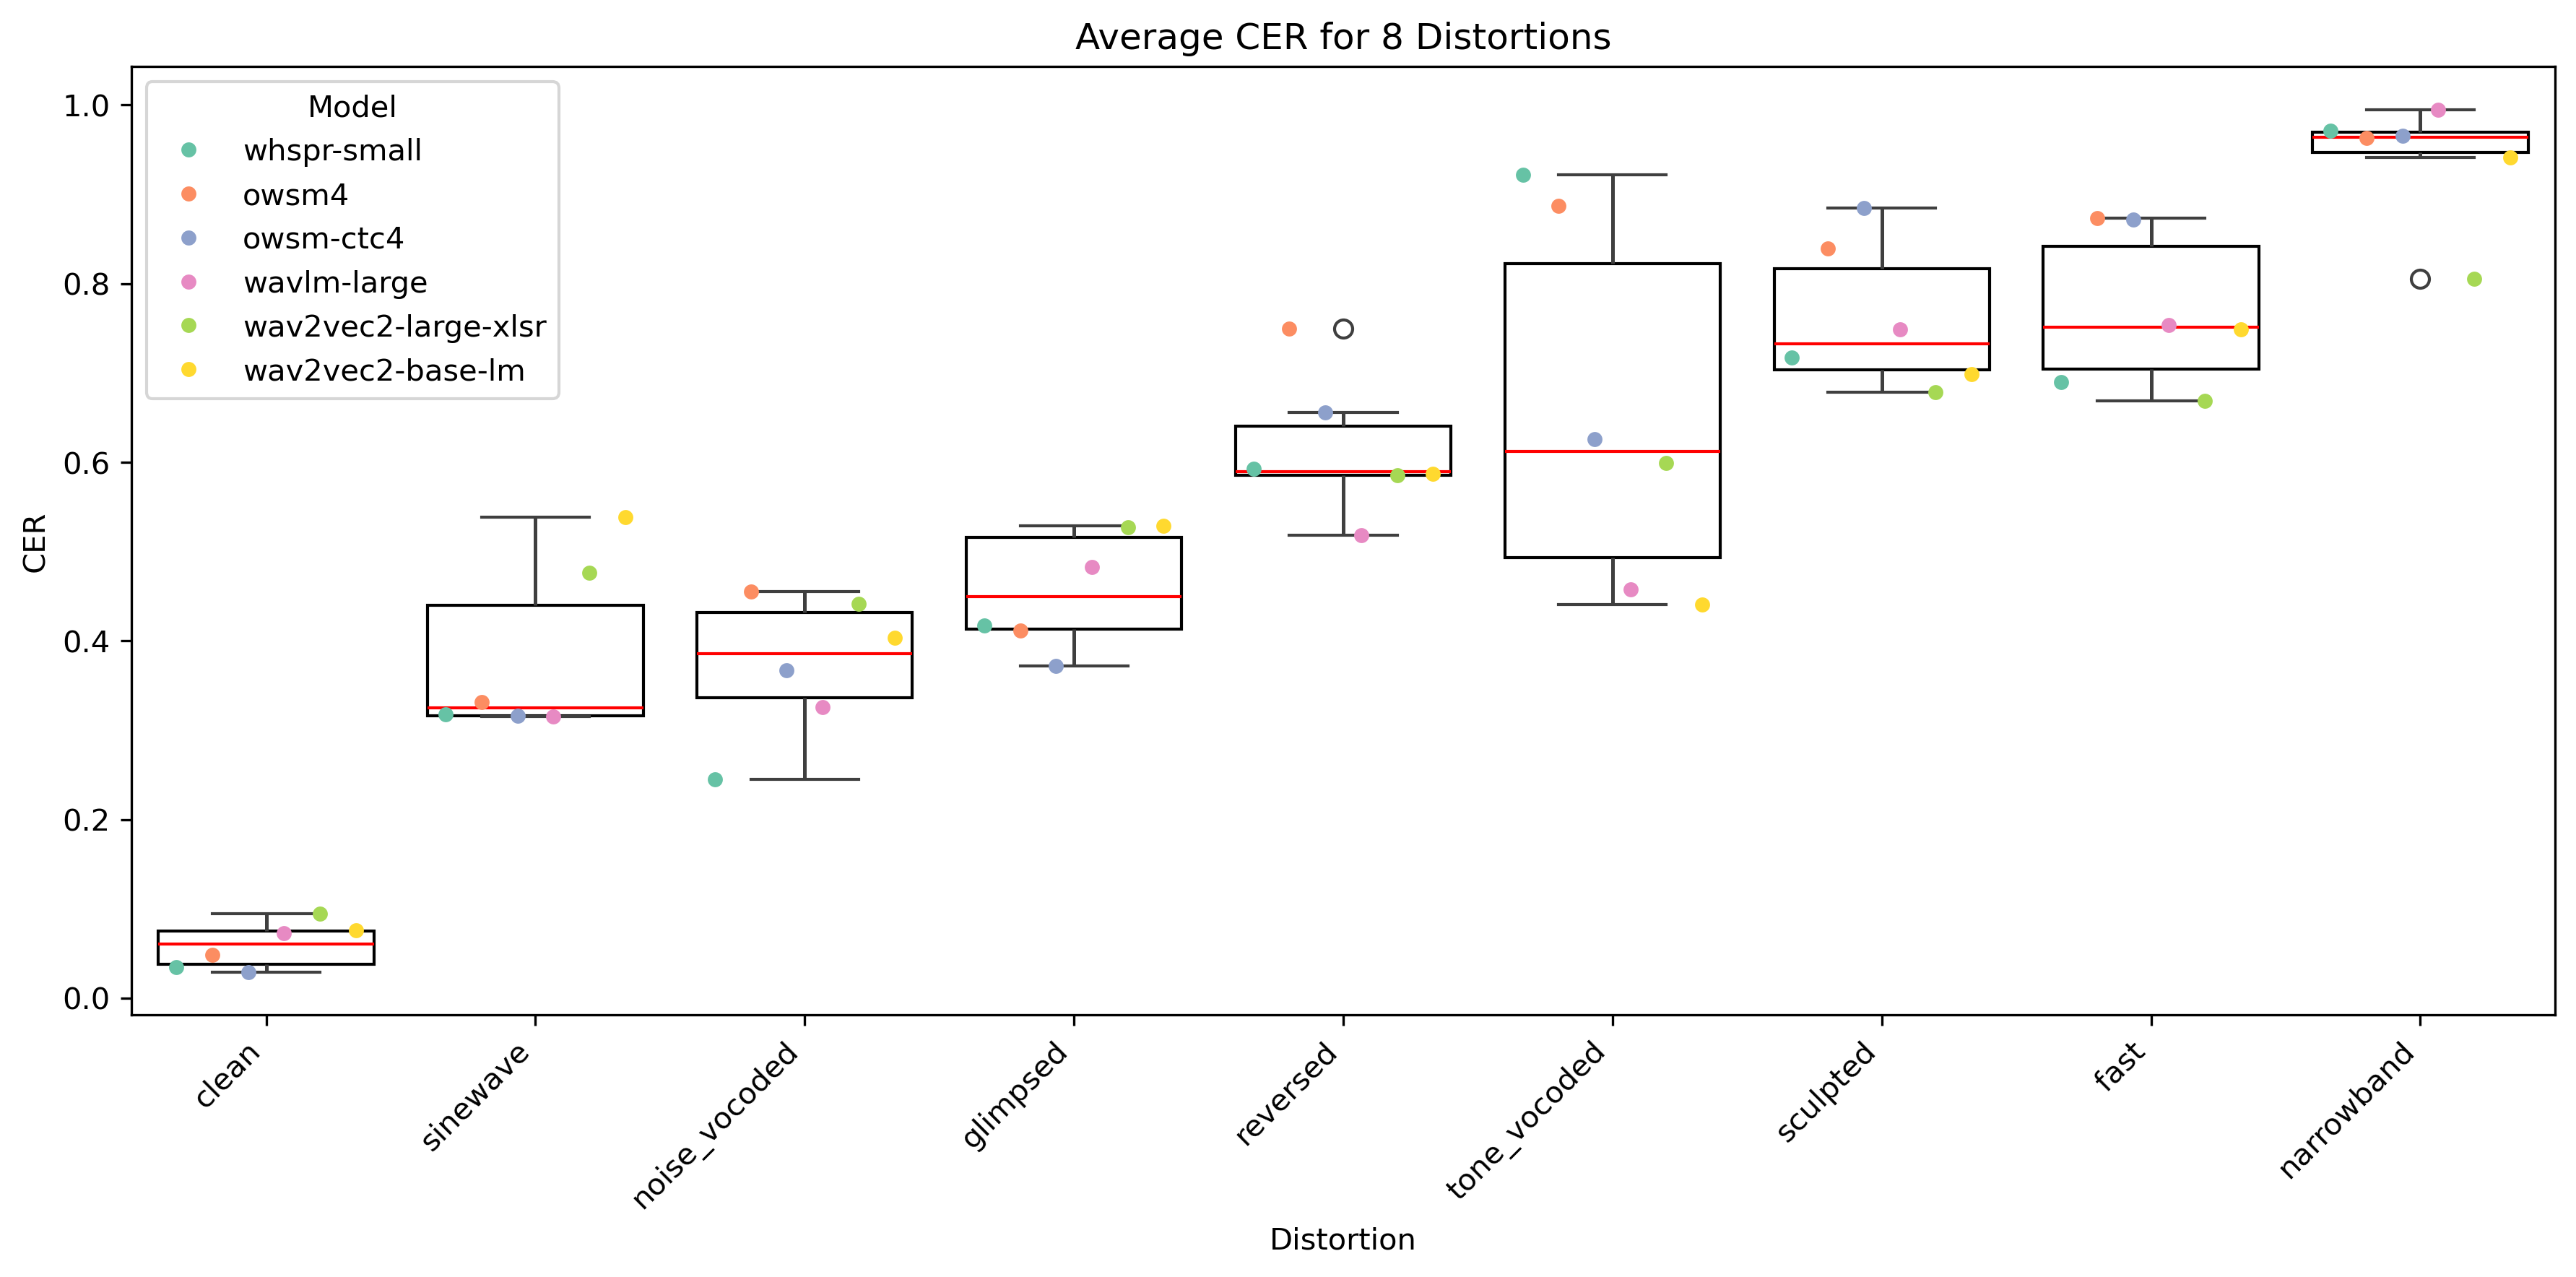 Average CER for 8 Distortions
Model
whspr-small
owsm4
owsm-ctc4
wavlm-large
wav2vec2-large-xlsr
wav2vec2-base-lm
CER
1.0
0.8
0.6
0.4
0.2
0.0
clean
sinewave
noise_vocoded
glimpsed
reversed
tone_vocoded
sculpted
fast
narrowband
Distortion